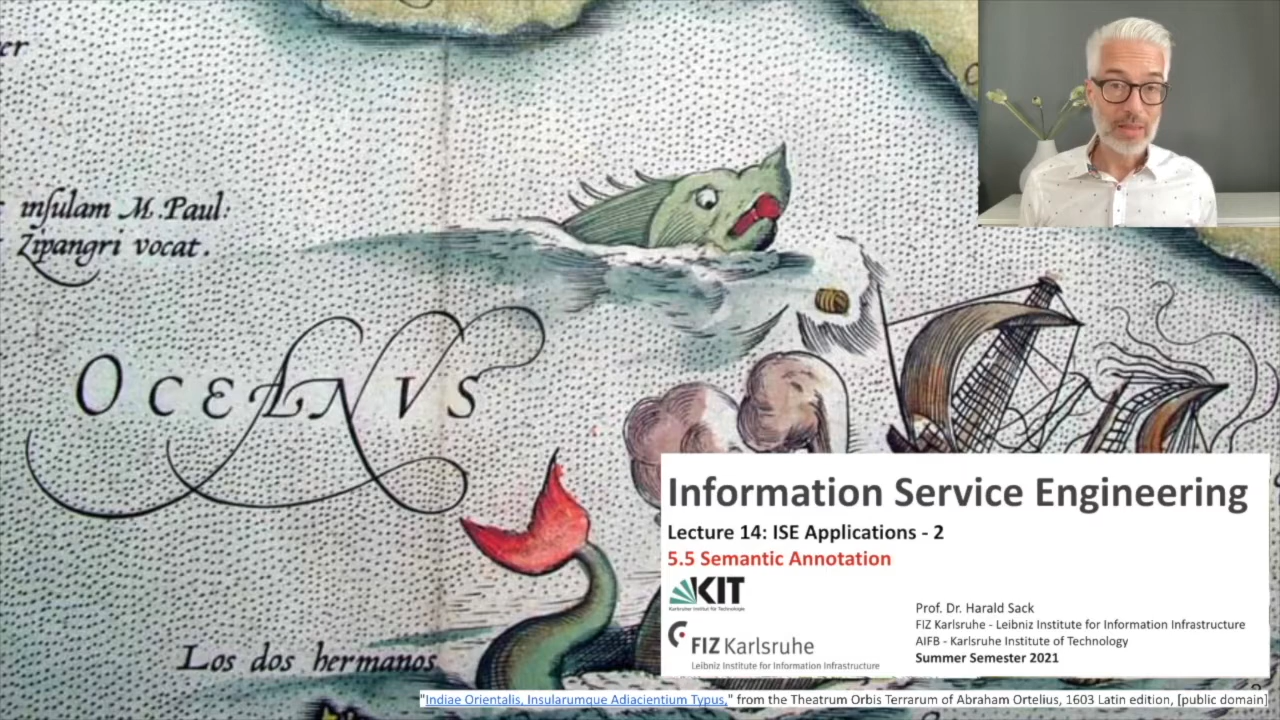 er
insulam M. Paul:
Zipangri vocat.
OCEANVS
Los dos hermanos
Information Service Engineering
Lecture 14: ISE Applications - 2
5.5 Semantic Annotation
KIT
Karlsruher Institut für Technologie
FIZ Karlsruhe
Leibniz Institute for Information Infrastructure
Prof. Dr. Harald Sack
FIZ Karlsruhe - Leibniz Institute for Information Infrastructure
AIFB - Karlsruhe Institute of Technology
Summer Semester 2021
"Indiae Orientalis, Insularumque Adiacientium Typus," from the Theatrum Orbis Terrarum of Abraham Ortelius, 1603 Latin edition, [public domain]